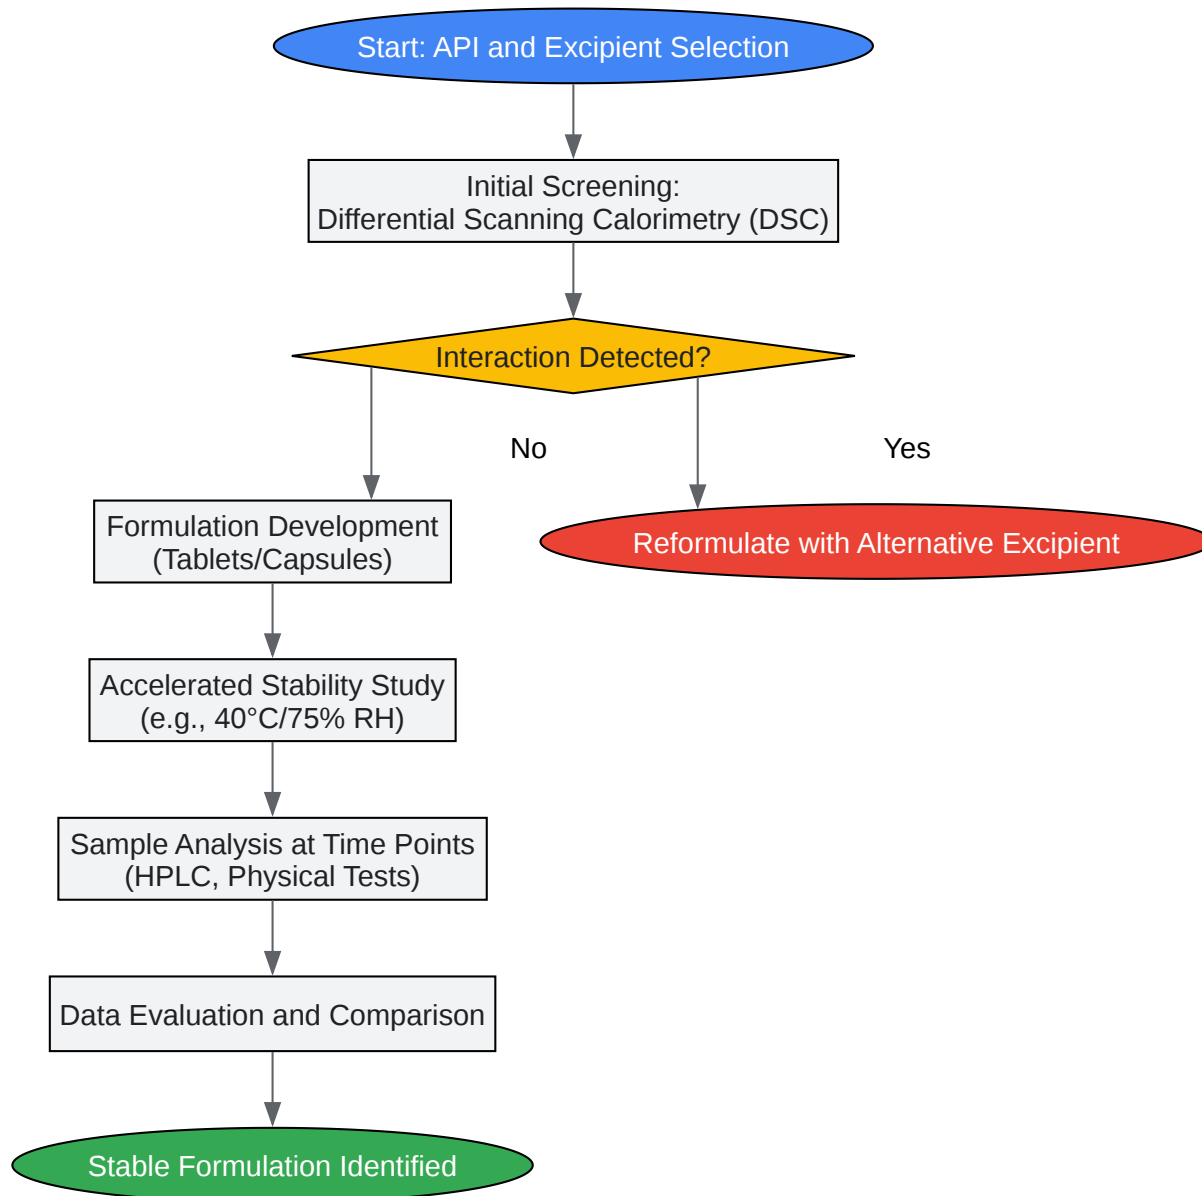 Start: API and Excipient Selection
Initial Screening:
Differential Scanning Calorimetry (DSC)
Interaction Detected?
No
Yes
Formulation Development
(Tablets/Capsules)
Reformulate with Alternative Excipient
Accelerated Stability Study
(e.g., 40°C/75% RH)
Sample Analysis at Time Points
(HPLC, Physical Tests)
Data Evaluation and Comparison
Stable Formulation Identified